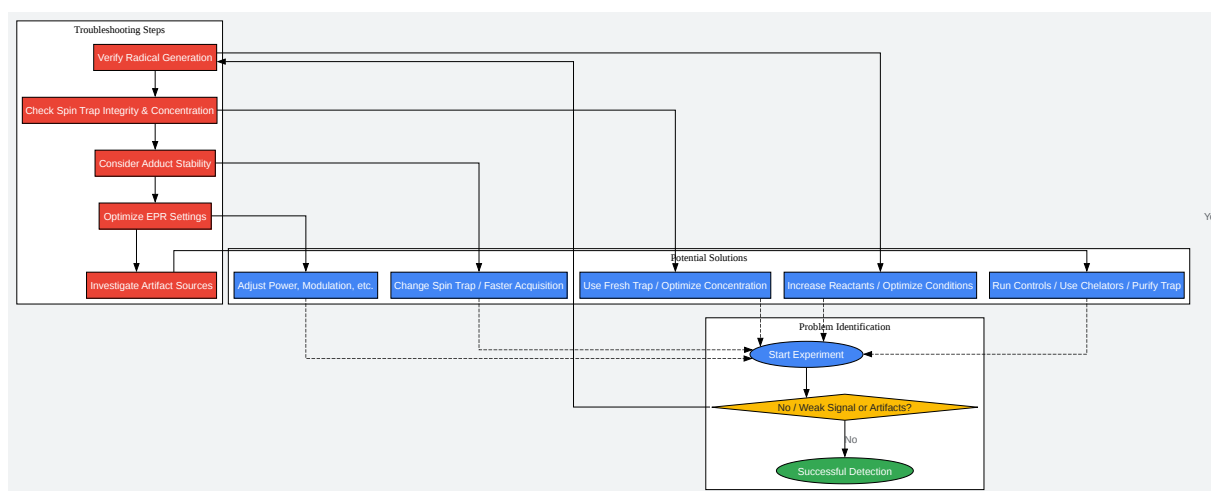 Troubleshooting Steps
Verify Radical Generation
Check Spin Trap Integrity & Concentration
Consider Adduct Stability
Optimize EPR Settings
Investigate Artifact Sources
Potential Solutions
Adjust Power, Modulation, etc.
Change Spin Trap / Faster Acquisition
Use Fresh Trap / Optimize Concentration
Increase Reactants / Optimize Conditions
Run Controls / Use Chelators / Purify Trap
Problem Identification
Start Experiment
No / Weak Signal or Artifacts?
No
Successful Detection